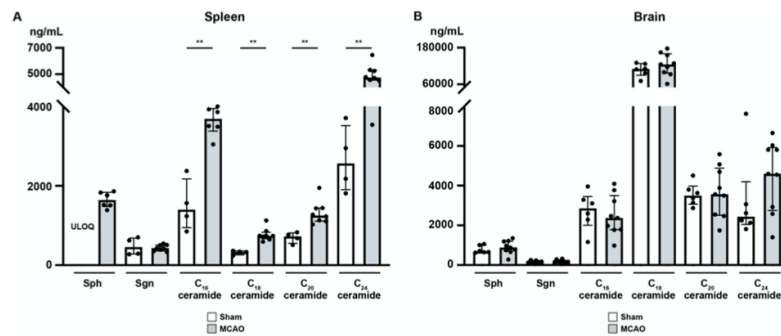 A
Spleen
ng/mL
7000
5000
4000
2000
0
** ** ** **
ULOQ
Sph Sgn C₁₆ ceramide C₁₈ ceramide C₂₀ ceramide C₂₄ ceramide
Sham
MCAO
B
Brain
ng/mL
180000
60000
8000
6000
4000
2000
0
Sph Sgn C₁₆ ceramide C₁₈ ceramide C₂₀ ceramide C₂₄ ceramide
Sham
MCAO